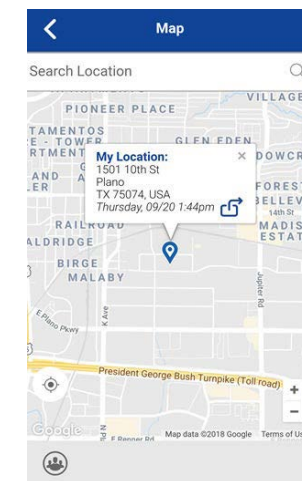 Map
Search Location
VILLAGE
PIONEER PLACE
TAMENTOS
GLEN EDEN
E - TOWER
RTMENT
My Location:
1501 10th St
Plano
TX 75074, USA
Thursday, 09/20 1:44pm
DOWCR
AND A
LER
FORES
BELLEV
14th St
MADIS
ESTAT
RAILROAD
ALDRIDGE
BIRGE
MALABY
Jupiter Rd
K Ave
E Plano Pkwy
President George Bush Turnpike (Toll road)
+
−
Google
N
E Renner Rd
Map data ©2018 Google
Terms of Us